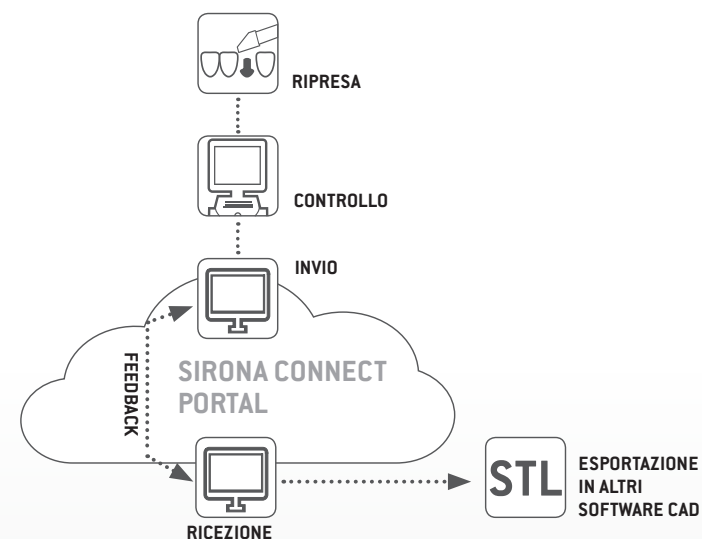 RIPRESA
CONTROLLO
INVIO
FEEDBACK
SIRONA CONNECT
PORTAL
RICEZIONE
STL
ESPORTAZIONE
IN ALTRI
SOFTWARE CAD